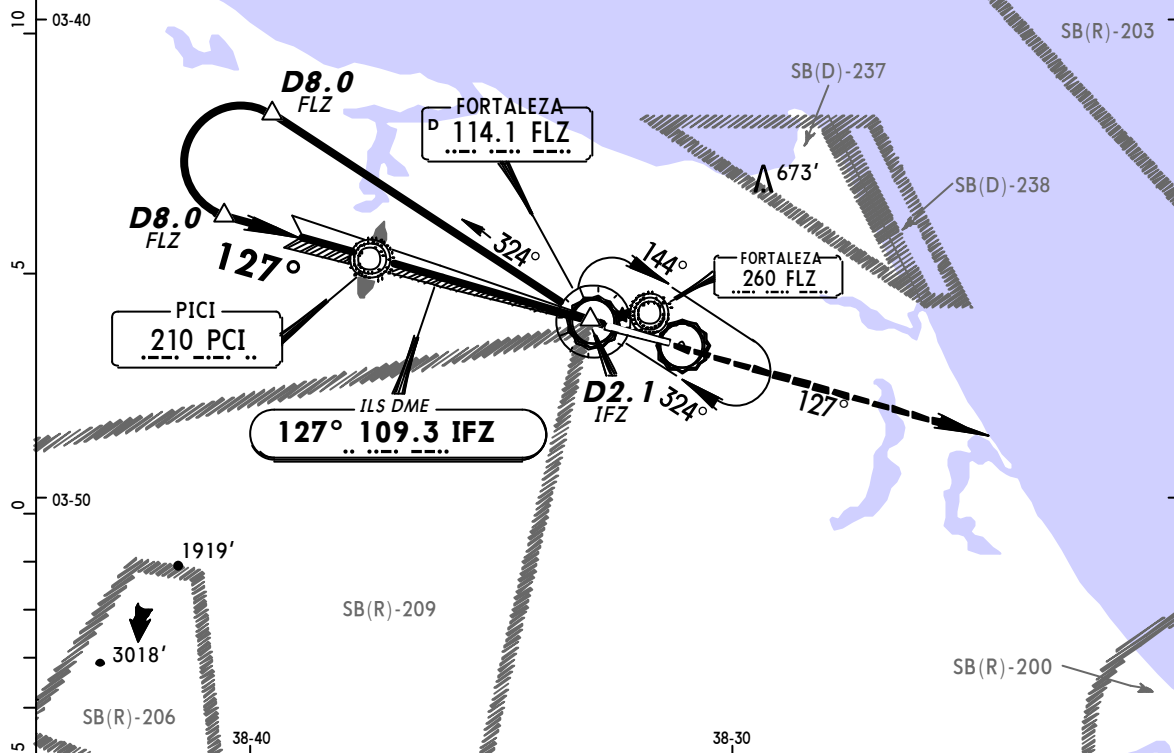 10
03-40
SB(R)-203
SB(D)-237
D8.0
FLZ
FORTALEZA
D 114.1 FLZ
673'
SB(D)-238
D8.0
FLZ
324°
144°
127°
FORTALEZA
260 FLZ
5
PICI
210 PCI
D2.1
IFZ
324°
127°
ILS DME
127° 109.3 IFZ
0
03-50
1919'
SB(R)-209
3018'
SB(R)-200
SB(R)-206
5
38-40
38-30